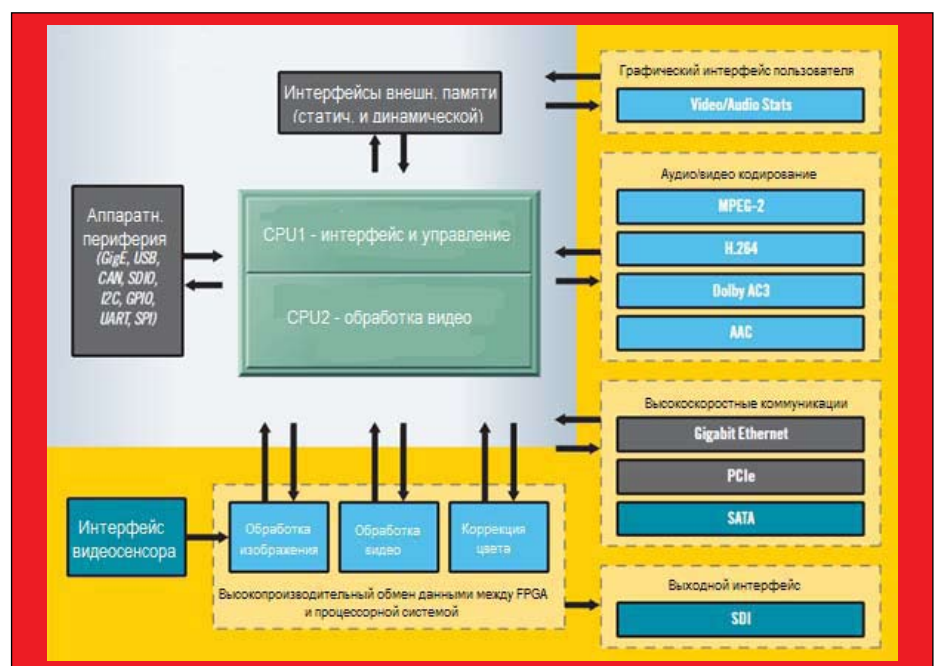 Интерфейсы внешн. памяти
(статич. и динамической)
Графический интерфейс пользователя
Video/Audio Stats
Аудио/видео кодирование
MPEG-2
H.264
Dolby AC3
AAC
Аппаратн.
периферия
(GigE, USB,
CAN, SDIO,
I2C, GPIO,
UART, SPI)
CPU1 - интерфейс и управление
CPU2 - обработка видео
Высокоскоростные коммуникации
Gigabit Ethernet
PCIe
SATA
Интерфейс
видеосенсора
Обработка
изображения
Обработка
видео
Коррекция
цвета
Высокопроизводительный обмен данными между FPGA
и процессорной системой
Выходной интерфейс
SDI